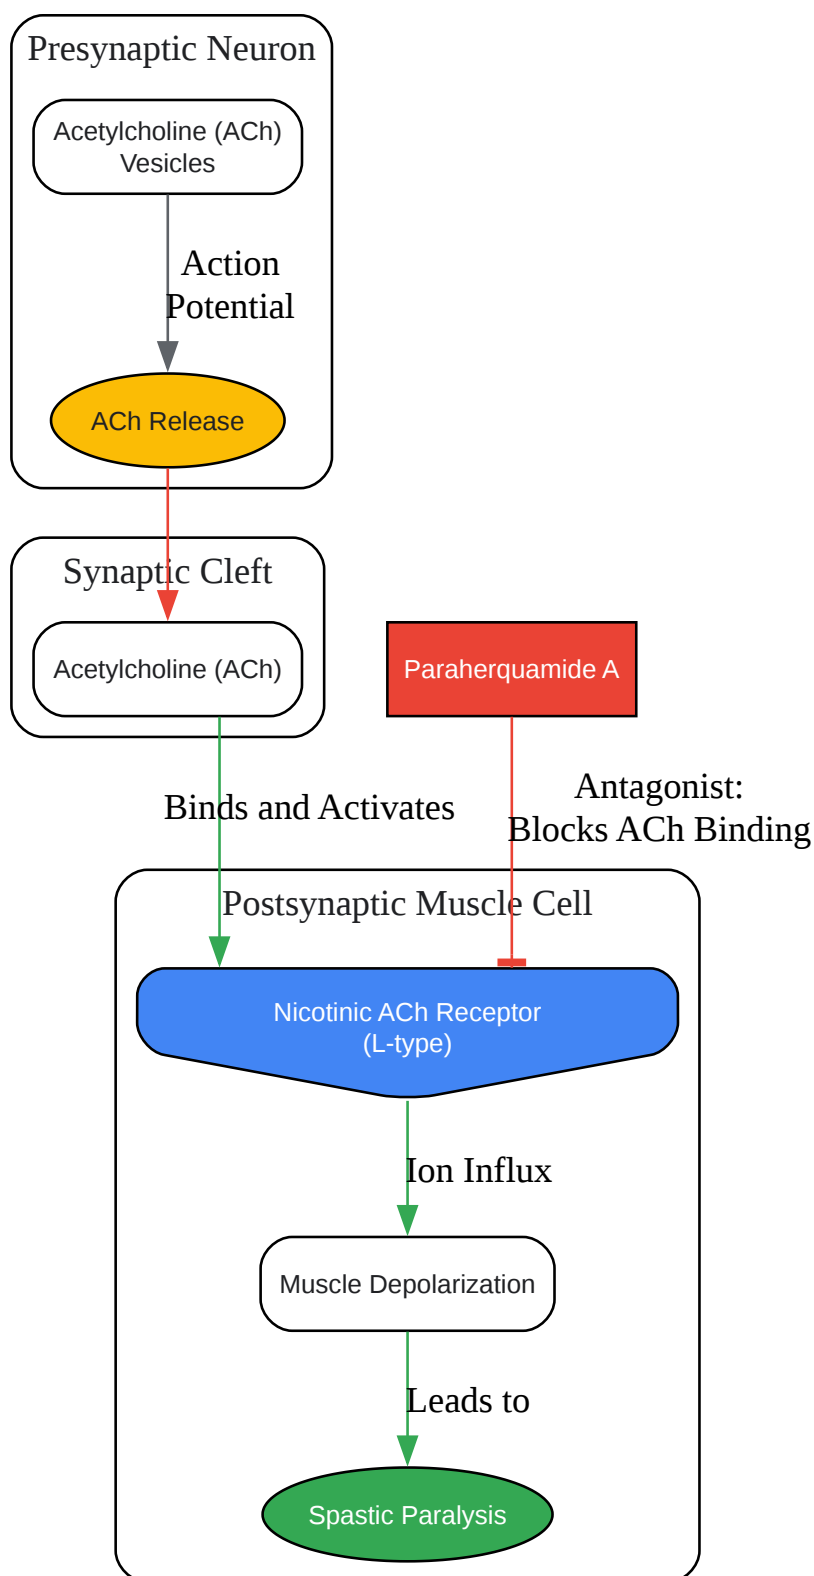 Presynaptic Neuron
Acetylcholine (ACh)
Vesicles
Action
Potential
ACh Release
Synaptic Cleft
Acetylcholine (ACh)
Paraherquamide A
Binds and Activates
Antagonist:
Blocks ACh Binding
Postsynaptic Muscle Cell
Nicotinic ACh Receptor
(L-type)
Ion Influx
Muscle Depolarization
Leads to
Spastic Paralysis